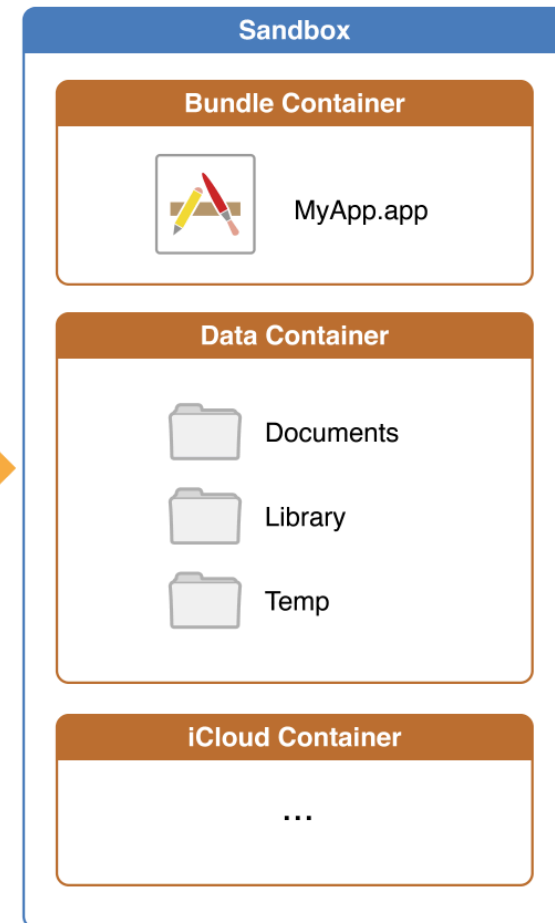 Sandbox
Bundle Container
MyApp.app
Data Container
Documents
Library
Temp
iCloud Container
...